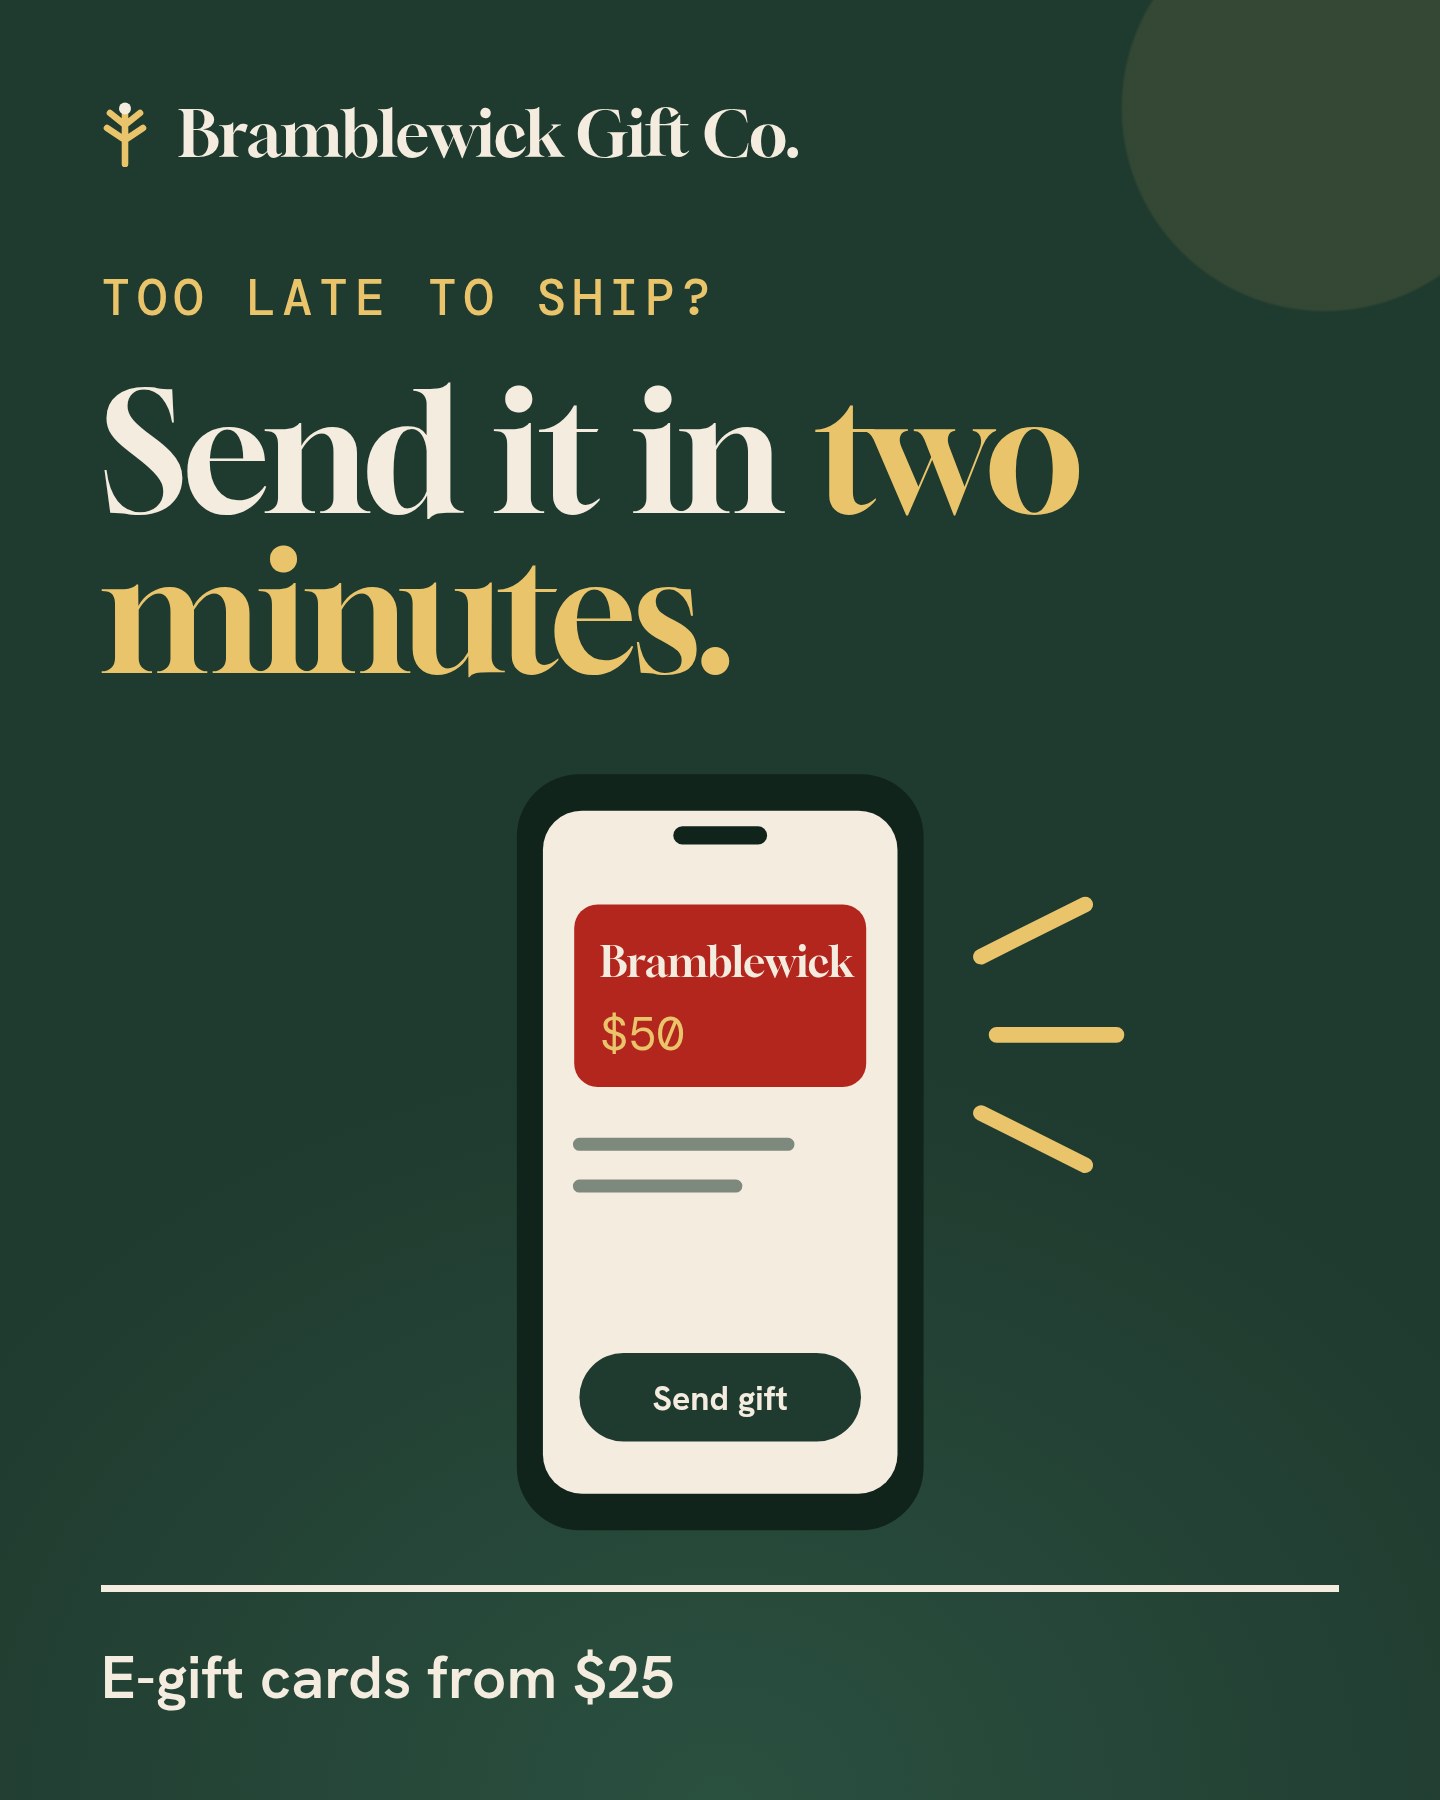 Bramblewick Gift Co.
TOO LATE TO SHIP?
Send it in two
minutes.
Bramblewick
$50
Send gift
E-gift cards from $25